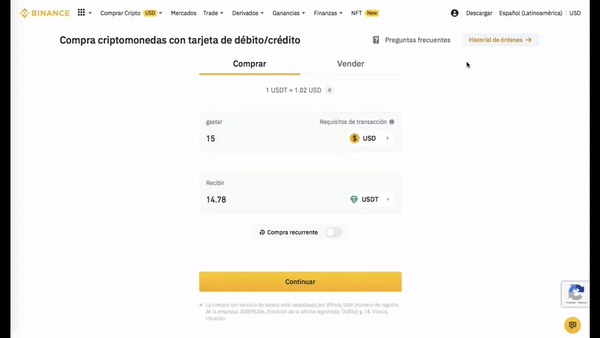 BINANCE Comprar Cripto USD Mercados Trade Derivados Ganancias Finanzas NFT New Descargar Español (Latinoamérica) | USD
Compra criptomonedas con tarjeta de débito/crédito
Preguntas frecuentes
Historial de órdenes →
Comprar Vender
1 USDT ≈ 1.02 USD
gastar Requisitos de transacción
15 USD
Recibir
14.78 USDT
Compra recurrente
Continuar
La compra con servicio de tarjeta está respaldada por Bifinity UAB (número de registro
de la empresa: 305595206, dirección de la oficina registrada:
g. 18, Vilnius,
Lituania).